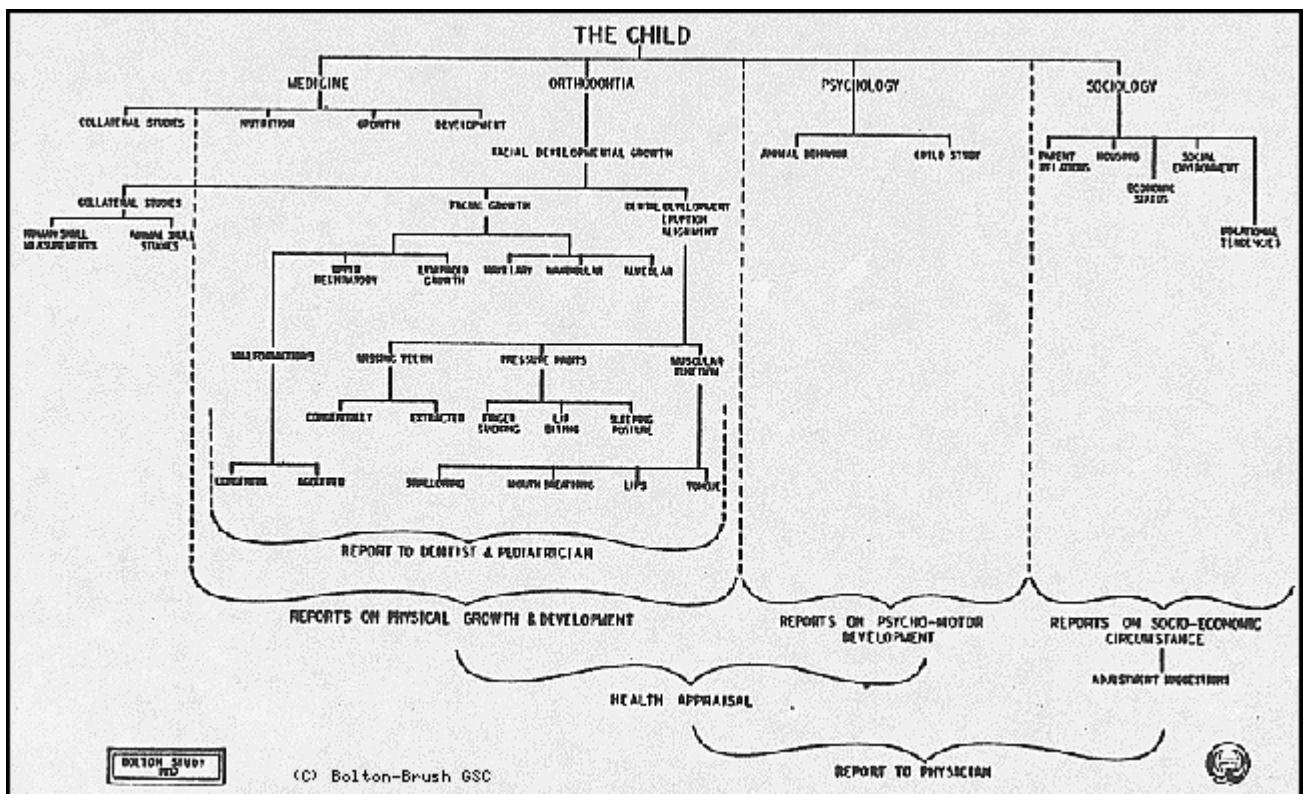 THE CHILD
MEDICINE
ORTHODONTIA
PSYCHOLOGY
SOCIOLOGY
COLLATERAL STUDIES
NUTRITION
GROWTH
DEVELOPMENT
FACIAL DEVELOPMENTAL GROWTH
ANIMAL BEHAVIOR
CHILD STUDY
PARENT
RELATIONS
HOUSING
ECONOMIC
STATUS
SOCIAL
ENVIRONMENT
TENDENCIES
COLLATERAL STUDIES
FACIAL GROWTH
DENTAL DEVELOPMENT
ERUPTION
ALIGNMENT
HUMAN SKULL
MEASUREMENTS
ANIMAL SKULL
STUDIES
UPPER
RESPIRATORY
GROWTH
MAXILLARY
MANDIBULAR
ALVEOLAR
MALFORMATIONS
MISSING TEETH
PRESSURE HABITS
MUSCULAR
FUNCTION
CONGENITALLY
EXTRACTED
FINGER
SUCKING
LIP
BITING
SLEEPING
POSTURE
CONGENITAL
ACQUIRED
SWALLOWING
MOUTH BREATHING
LIPS
TONGUE
REPORT TO DENTIST & PEDIATRICIAN
REPORTS ON PHYSICAL GROWTH & DEVELOPMENT
REPORTS ON PSYCHO-MOTOR
DEVELOPMENT
REPORTS ON SOCIO-ECONOMIC
CIRCUMSTANCE
ADJUSTMENT SUGGESTIONS
HEALTH APPRAISAL
REPORT TO PHYSICIAN
BOLTON STUDY
(C) Bolton-Brush GSC